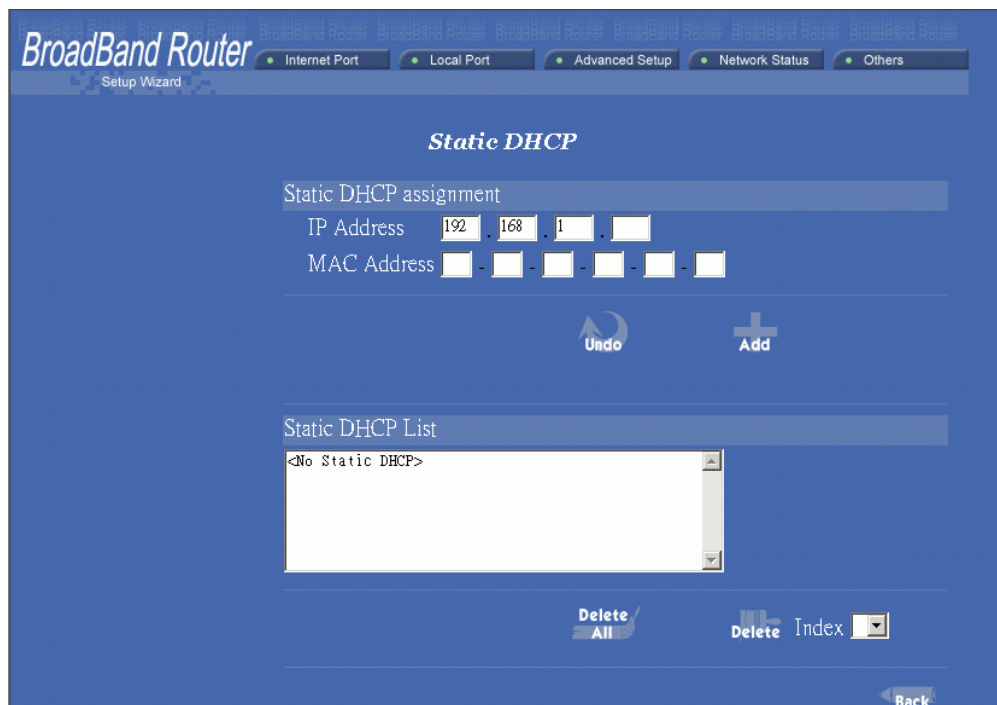 BroadBand Router
Internet Port
Local Port
Advanced Setup
Network Status
Others
Setup Wizard
Static DHCP
Static DHCP assignment
IP Address 192 . 168 . 1 .
MAC Address - - - - -
Undo
Add
Static DHCP List
<No Static DHCP>
Delete All
Delete Index
Back